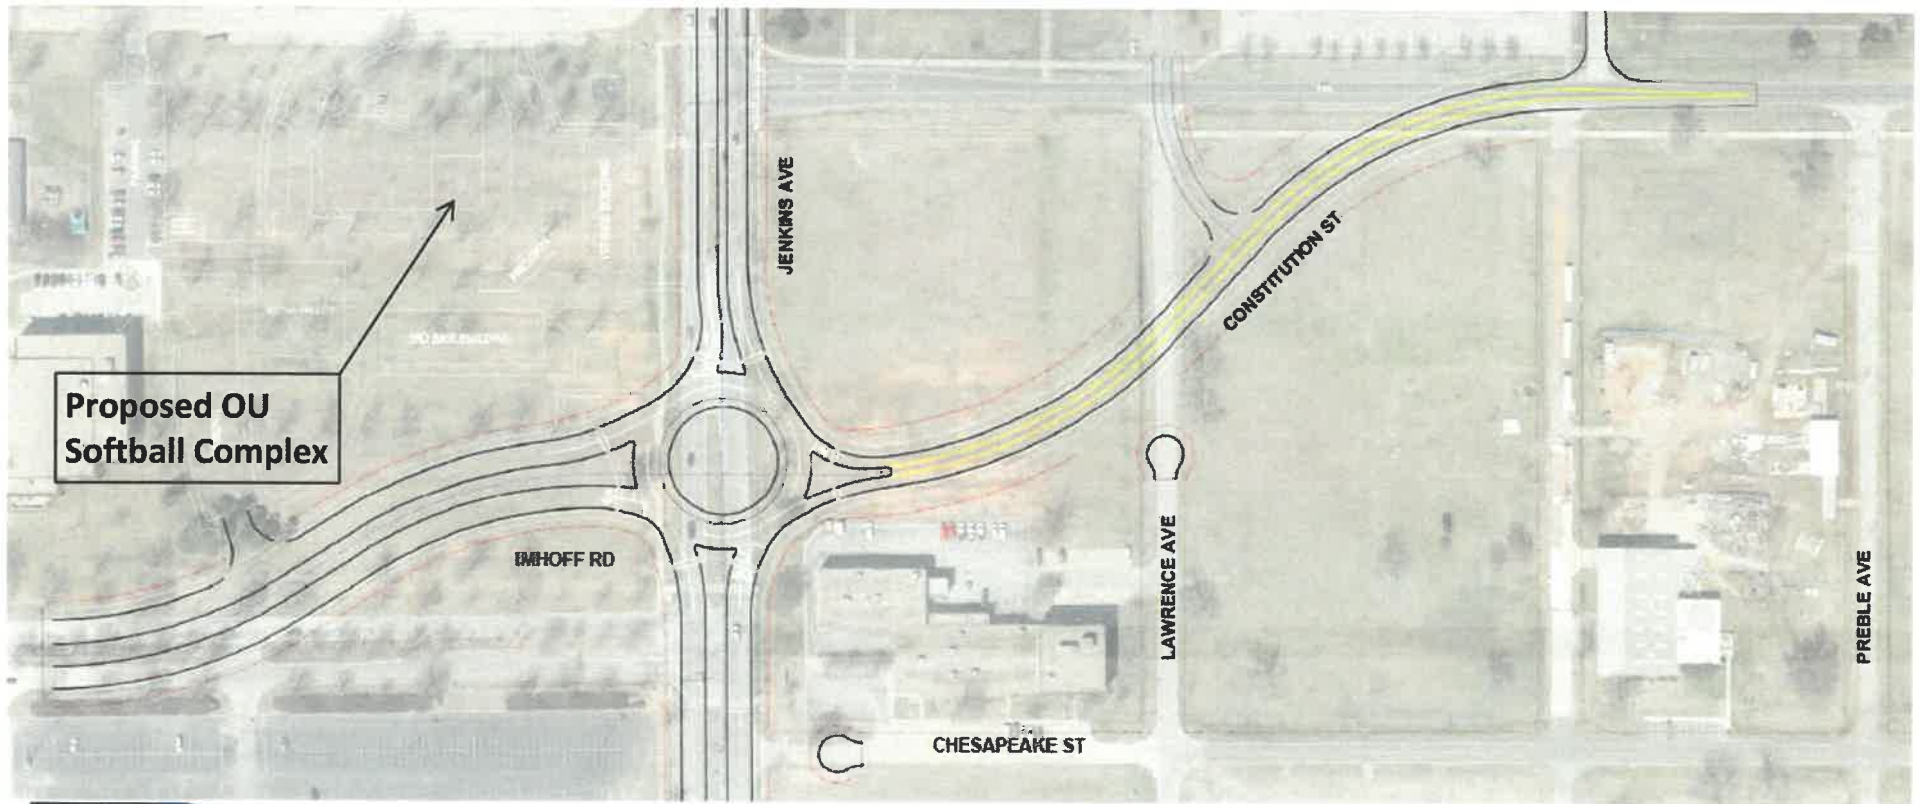 JENKINS AVE
CONSTITUTION ST
Proposed OU
Softball Complex
IMHOFF RD
LAWRENCE AVE
PREBLE AVE
CHESAPEAKE ST